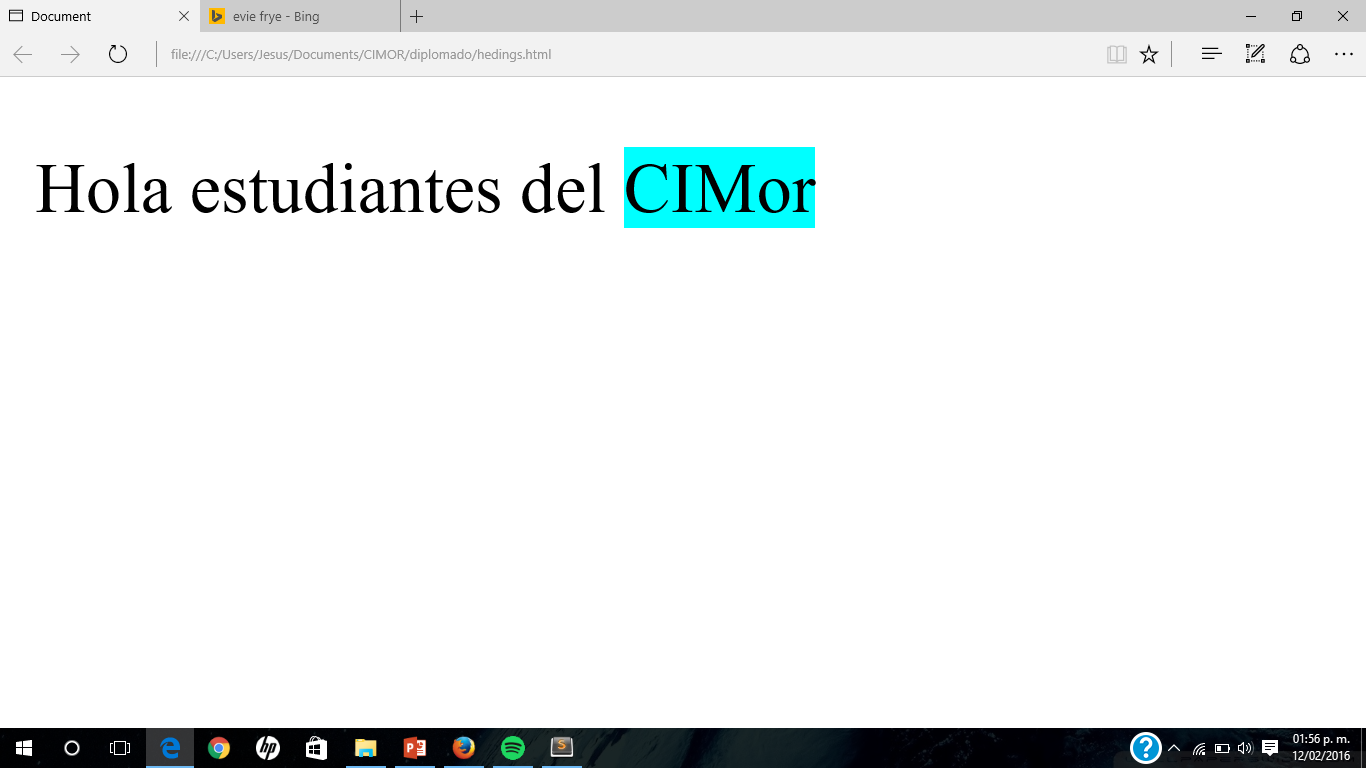 Document
evie frye - Bing
file:///C:/Users/Jesus/Documents/CIMOR/diplomado/hedings.html
Hola estudiantes del CIMor
01:56 p. m.
12/02/2016